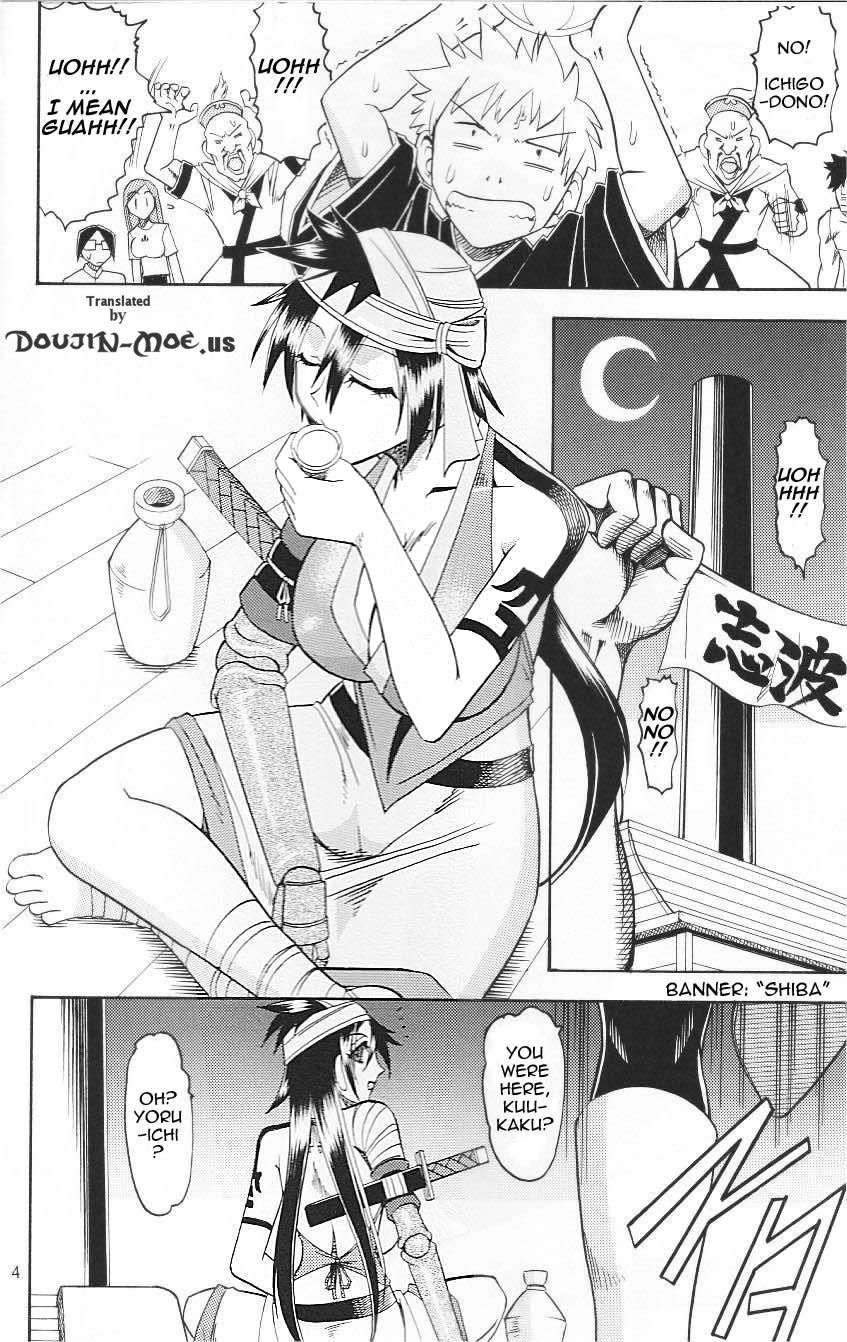 NO!
ICHIGO
-DONO!
UOHH
!!!
UOHH!!
...
I MEAN
GUAHH!!
Translated
by
DOUJIN-MOE.us
UOH
HHH
!!
志波
NO
NO
!!
BANNER: "SHIBA"
YOU
WERE
HERE,
KUU-
KAKU?
OH?
YORU
-ICHI
?
4